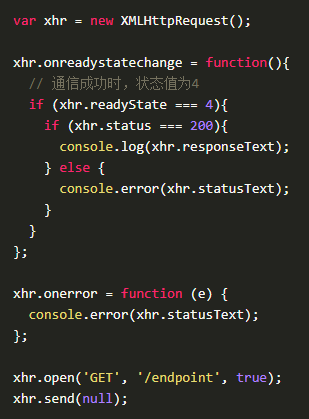 var xhr = new XMLHttpRequest();

xhr.onreadystatechange = function(){
  // 通信成功时，状态值为4
  if (xhr.readyState === 4){
    if (xhr.status === 200){
      console.log(xhr.responseText);
    } else {
      console.error(xhr.statusText);
    }
  }
};

xhr.onerror = function (e) {
  console.error(xhr.statusText);
};

xhr.open('GET', '/endpoint', true);
xhr.send(null);